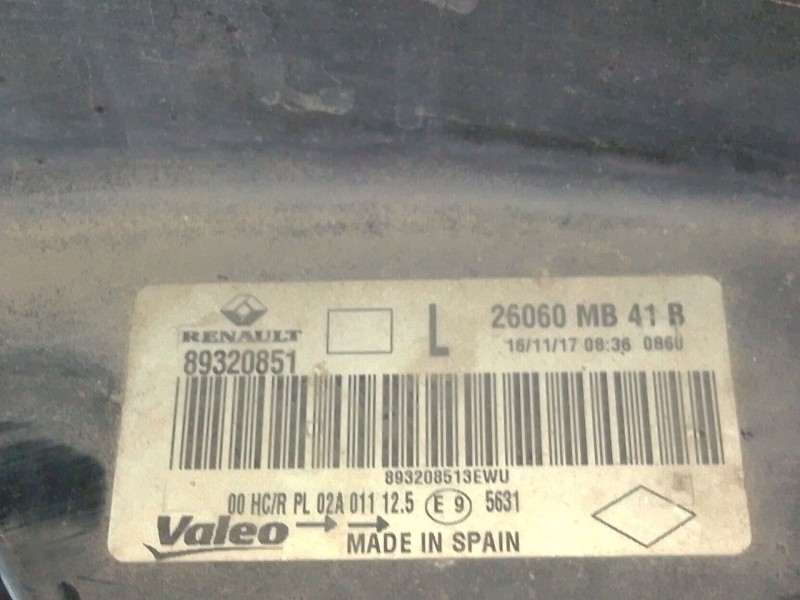 RENAULT
L
26060 MB 41 R
16/11/17 08:36 0860
89320851
893208513EWU
00 HC/R PL 02A 011 12.5 E 9 5631
Valeo
MADE IN SPAIN